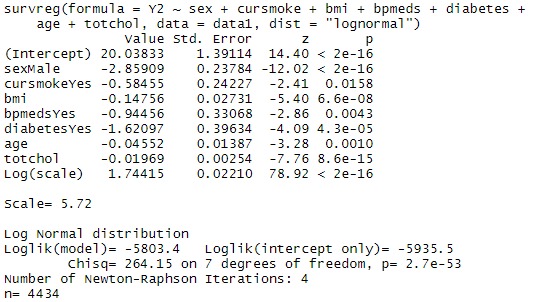 survreg(formula = Y2 ~ sex + cursmoke + bmi + bpmeds + diabetes +
age + totchol, data = data1, dist = "lognormal")
Value Std. Error z p
(Intercept) 20.03833 1.39114 14.40 < 2e-16
sexMale -2.85909 0.23784 -12.02 < 2e-16
cursmokeYes -0.58455 0.24227 -2.41 0.0158
bmi -0.14756 0.02731 -5.40 6.6e-08
bpmedsYes -0.94456 0.33068 -2.86 0.0043
diabetesYes -1.62097 0.39634 -4.09 4.3e-05
age -0.04552 0.01387 -3.28 0.0010
totchol -0.01969 0.00254 -7.76 8.6e-15
Log(scale) 1.74415 0.02210 78.92 < 2e-16
Scale= 5.72
Log Normal distribution
Loglik(model)= -5803.4 Loglik(intercept only)= -5935.5
Chisq= 264.15 on 7 degrees of freedom, p= 2.7e-53
Number of Newton-Raphson Iterations: 4
n= 4434